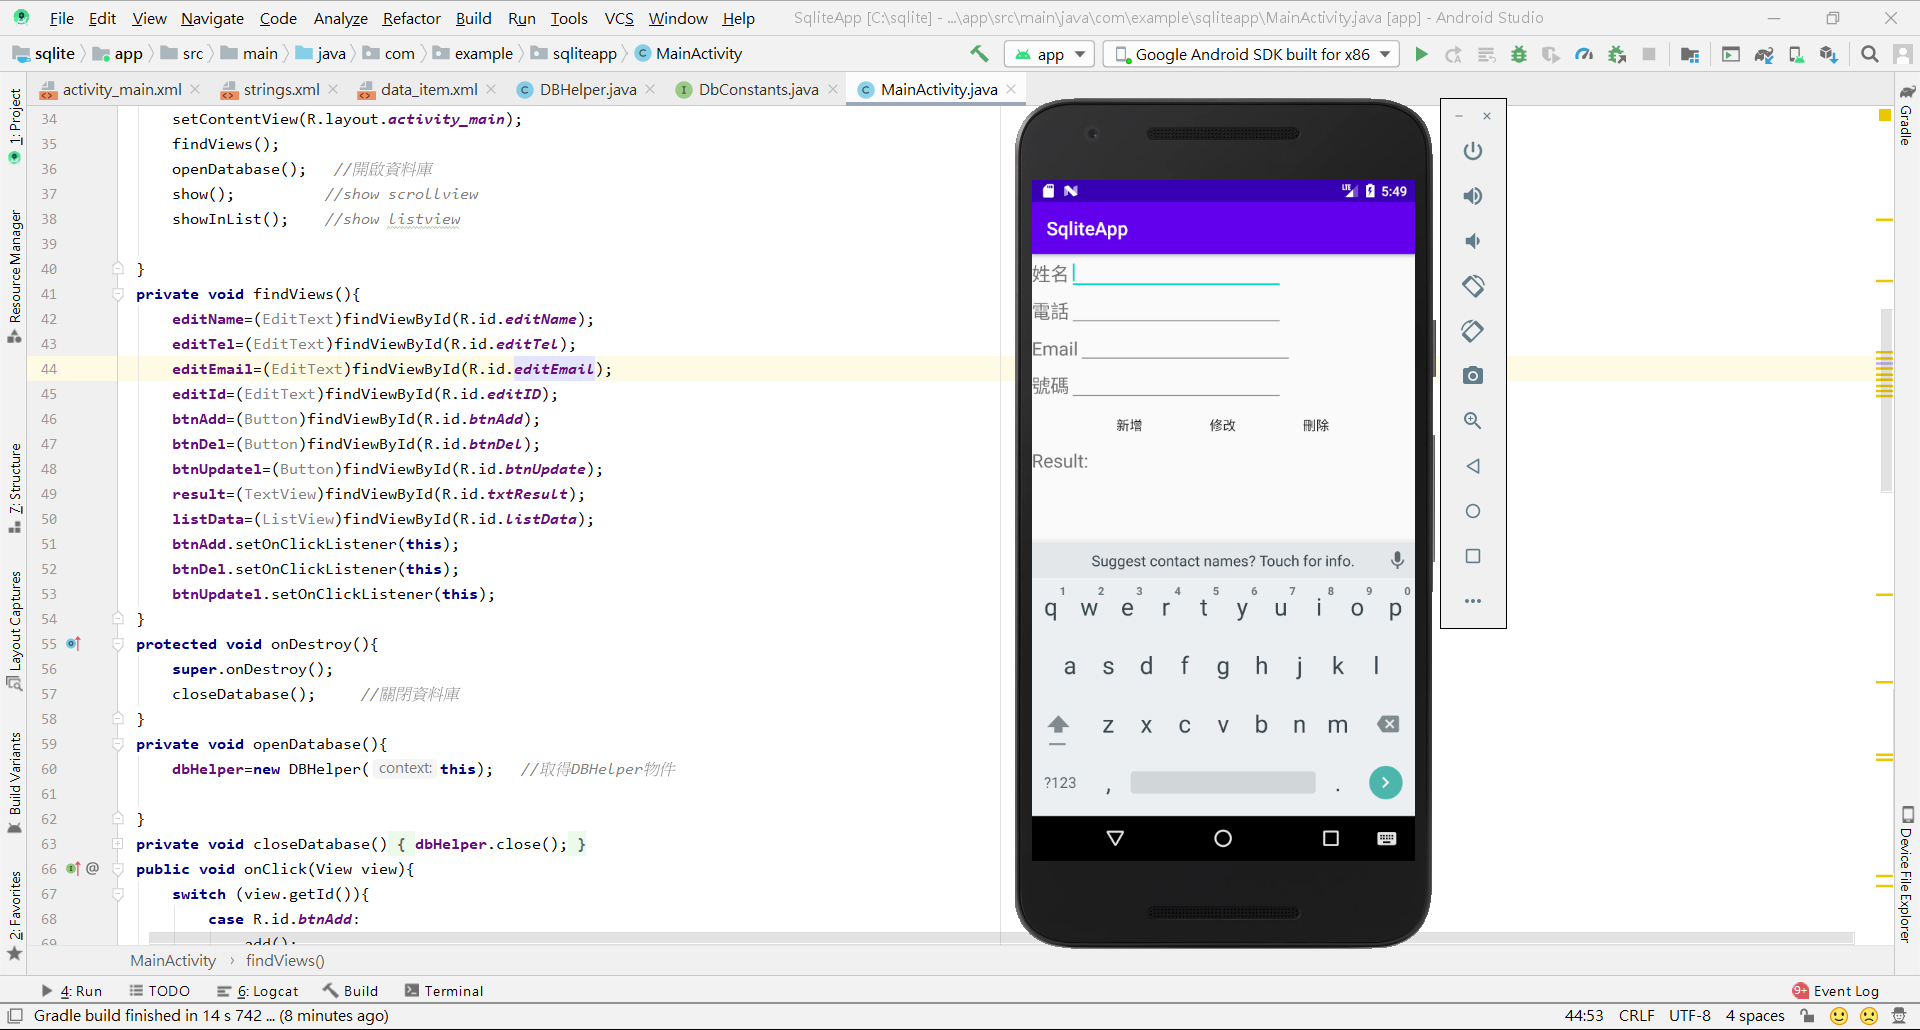 File Edit View Navigate Code Analyze Refactor Build Run Tools VCS Window Help SqliteApp [C:\sqlite] - ...\app\src\main\java\com\example\sqliteapp\MainActivity.java [app] - Android Studio
sqlite app src main java com example sqliteapp MainActivity app Google Android SDK built for x86
activity_main.xml strings.xml data_item.xml DBHelper.java DbConstants.java MainActivity.java
1: Project
Resource Manager
7: Structure
Layout Captures
Build Variants
2: Favorites
34 setContentView(R.layout.activity_main);
35 findViews();
36 openDatabase(); //開啟資料庫
37 show(); //show scrollview
38 showInList(); //show listview
39
40 }
41 private void findViews(){
42 editName=(EditText)findViewById(R.id.editName);
43 editTel=(EditText)findViewById(R.id.editTel);
44 editEmail=(EditText)findViewById(R.id.editEmail);
45 editId=(EditText)findViewById(R.id.editID);
46 btnAdd=(Button)findViewById(R.id.btnAdd);
47 btnDel=(Button)findViewById(R.id.btnDel);
48 btnUpdate1=(Button)findViewById(R.id.btnUpdate);
49 result=(TextView)findViewById(R.id.txtResult);
50 listData=(ListView)findViewById(R.id.listData);
51 btnAdd.setOnClickListener(this);
52 btnDel.setOnClickListener(this);
53 btnUpdate1.setOnClickListener(this);
54 }
55 protected void onDestroy(){
56 super.onDestroy();
57 closeDatabase(); //關閉資料庫
58 }
59 private void openDatabase(){
60 dbHelper=new DBHelper( context: this); //取得DBHelper物件
61
62 }
63 private void closeDatabase() { dbHelper.close(); }
66 @ public void onClick(View view){
67 switch (view.getId()){
68 case R.id.btnAdd:
69 add();
LTE 5:49
SqliteApp
姓名
電話
Email
號碼
新增 修改 刪除
Result:
Suggest contact names? Touch for info.
1 2 3 4 5 6 7 8 9 0
q w e r t y u i o p
a s d f g h j k l
z x c v b n m
?123 , .
Gradle
Device File Explorer
MainActivity › findViews()
4: Run TODO 6: Logcat Build Terminal 9+ Event Log
Gradle build finished in 14 s 742 ... (8 minutes ago) 44:53 CRLF UTF-8 4 spaces